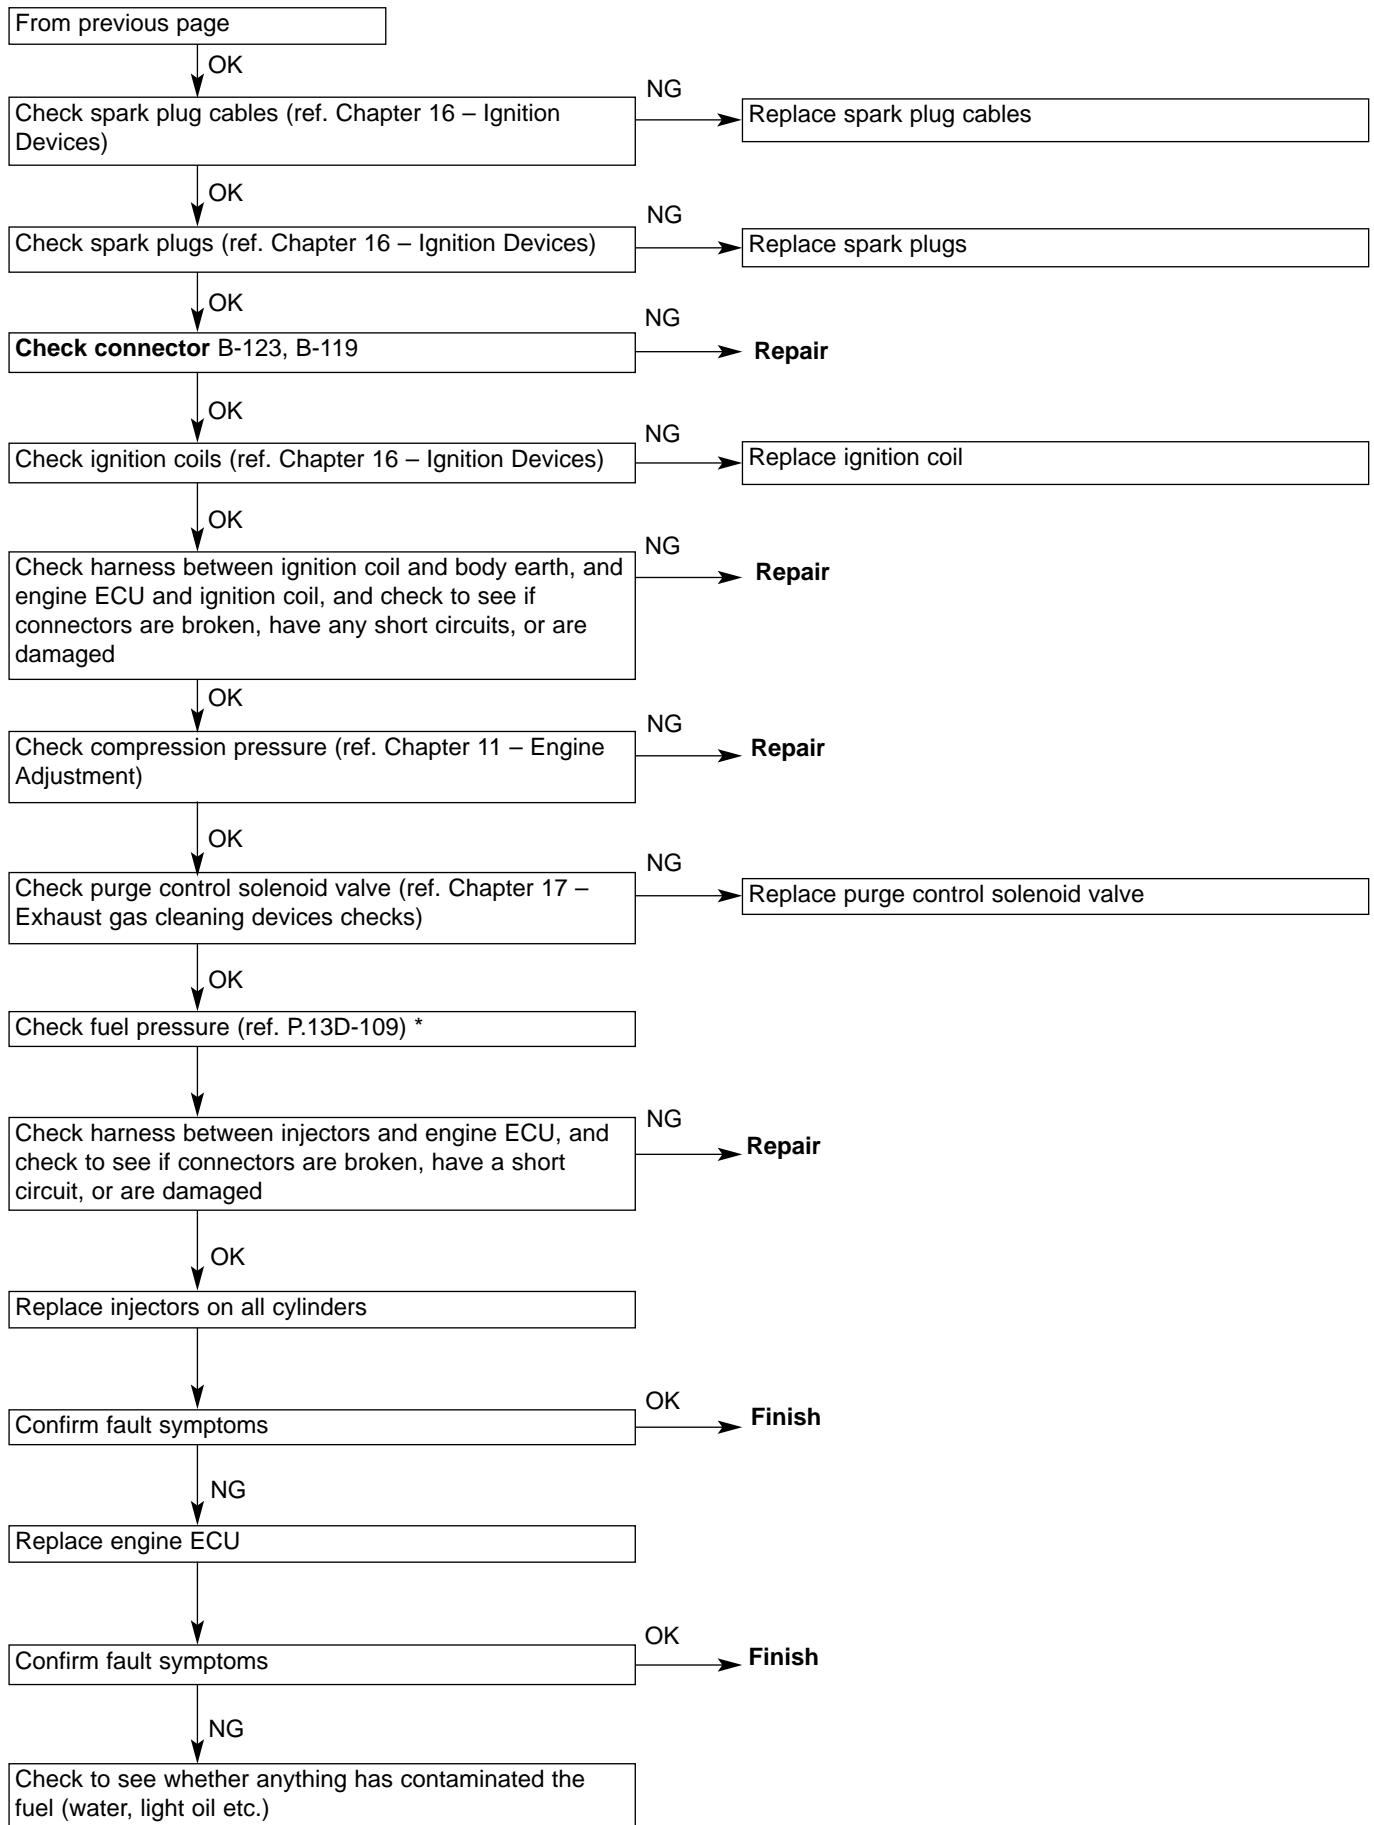 From previous page
OK
NG
Check spark plug cables (ref. Chapter 16 – Ignition
Devices)
Replace spark plug cables
OK
NG
Check spark plugs (ref. Chapter 16 – Ignition Devices)
Replace spark plugs
OK
NG
Check connector B-123, B-119
Repair
OK
NG
Check ignition coils (ref. Chapter 16 – Ignition Devices)
Replace ignition coil
OK
NG
Check harness between ignition coil and body earth, and
engine ECU and ignition coil, and check to see if
connectors are broken, have any short circuits, or are
damaged
Repair
OK
NG
Check compression pressure (ref. Chapter 11 – Engine
Adjustment)
Repair
OK
NG
Check purge control solenoid valve (ref. Chapter 17 –
Exhaust gas cleaning devices checks)
Replace purge control solenoid valve
OK
Check fuel pressure (ref. P.13D-109) *
NG
Check harness between injectors and engine ECU, and
check to see if connectors are broken, have a short
circuit, or are damaged
Repair
OK
Replace injectors on all cylinders
OK
Confirm fault symptoms
Finish
NG
Replace engine ECU
OK
Confirm fault symptoms
Finish
NG
Check to see whether anything has contaminated the
fuel (water, light oil etc.)